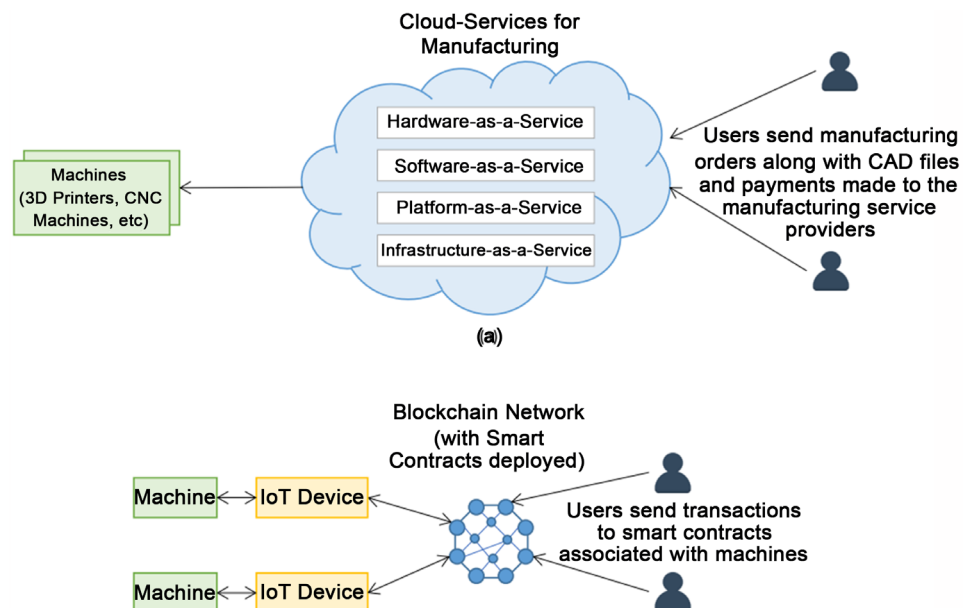 Cloud-Services for
Manufacturing
Hardware-as-a-Service
Software-as-a-Service
Platform-as-a-Service
Infrastructure-as-a-Service
Machines
(3D Printers, CNC
Machines, etc)
Users send manufacturing
orders along with CAD files
and payments made to the
manufacturing service
providers
(a)
Blockchain Network
(with Smart
Contracts deployed)
Machine
IoT Device
Users send transactions
to smart contracts
associated with machines
Machine
IoT Device